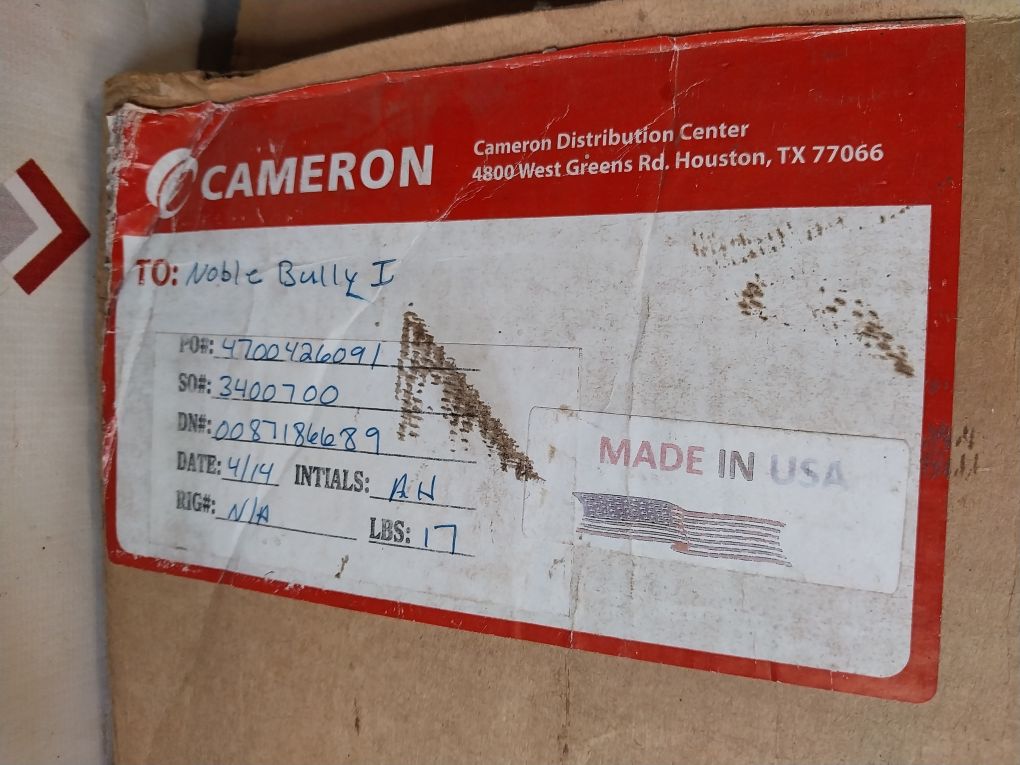 CAMERON
Cameron Distribution Center
4800 West Greens Rd. Houston, TX 77066
TO: Noble Bully I
PO#: 4700426091
SO#: 3400700
DN#: 0087186689
DATE: 4/14 INTIALS: AH
RIG#: N/A LBS: 17
MADE IN USA